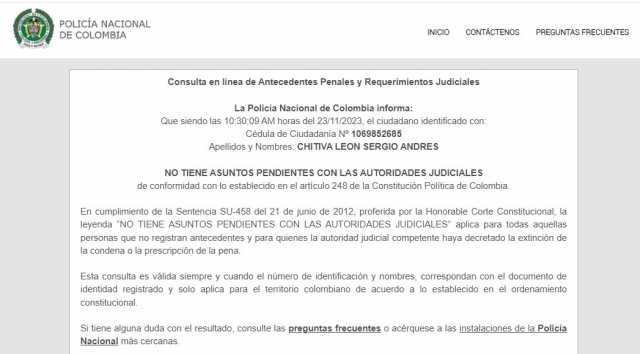 POLICÍA NACIONAL
DE COLOMBIA
INICIO CONTÁCTENOS PREGUNTAS FRECUENTES
Consulta en línea de Antecedentes Penales y Requerimientos Judiciales
La Policía Nacional de Colombia informa:
Que siendo las 10:30:09 AM horas del 23/11/2023, el ciudadano identificado con:
Cédula de Ciudadanía Nº 1069852685
Apellidos y Nombres: CHITIVA LEON SERGIO ANDRES
NO TIENE ASUNTOS PENDIENTES CON LAS AUTORIDADES JUDICIALES
de conformidad con lo establecido en el artículo 248 de la Constitución Política de Colombia.
En cumplimiento de la Sentencia SU-458 del 21 de junio de 2012, proferida por la Honorable Corte Constitucional, la
leyenda "NO TIENE ASUNTOS PENDIENTES CON LAS AUTORIDADES JUDICIALES" aplica para todas aquellas
personas que no registran antecedentes y para quienes la autoridad judicial competente haya decretado la extinción de
la condena o la prescripción de la pena.
Esta consulta es válida siempre y cuando el número de identificación y nombres, correspondan con el documento de
identidad registrado y solo aplica para el territorio colombiano de acuerdo a lo establecido en el ordenamiento
constitucional.
Si tiene alguna duda con el resultado, consulte las preguntas frecuentes o acérquese a las instalaciones de la Policía
Nacional más cercanas.